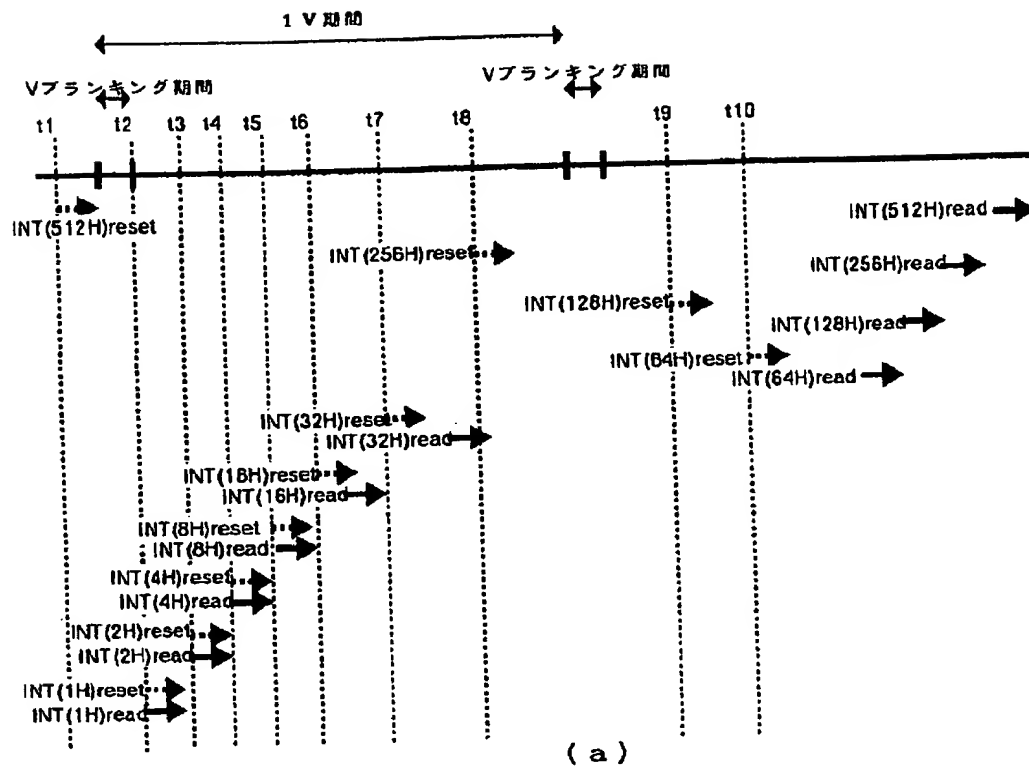 1 V 期間
Vブランキング期間
Vブランキング期間
t1 t2 t3 t4 t5 t6 t7 t8 t9 t10
INT(512H)reset
INT(512H)read
INT(256H)reset
INT(256H)read
INT(128H)reset
INT(128H)read
INT(64H)reset
INT(64H)read
INT(32H)reset
INT(32H)read
INT(16H)reset
INT(16H)read
INT(8H)reset
INT(8H)read
INT(4H)reset
INT(4H)read
INT(2H)reset
INT(2H)read
INT(1H)reset
INT(1H)read
(a)